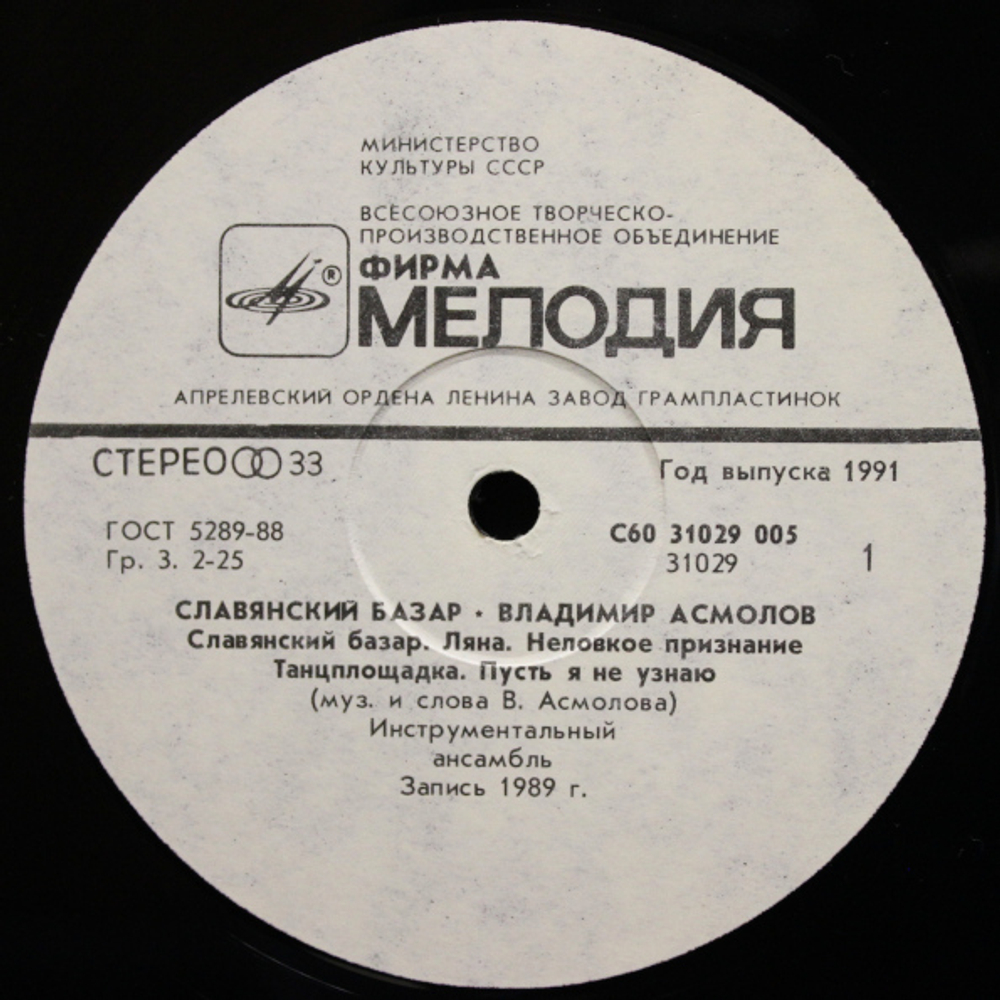 МИНИСТЕРСТВО
КУЛЬТУРЫ СССР
ВСЕСОЮЗНОЕ ТВОРЧЕСКО-
ПРОИЗВОДСТВЕННОЕ ОБЪЕДИНЕНИЕ
ФИРМА
®
МЕЛОДИЯ
АПРЕЛЕВСКИЙ ОРДЕНА ЛЕНИНА ЗАВОД ГРАМПЛАСТИНОК
СТЕРЕО 33
Год выпуска 1991
ГОСТ 5289-88
Гр. 3. 2-25
С60 31029 005
31029
1
СЛАВЯНСКИЙ БАЗАР · ВЛАДИМИР АСМОЛОВ
Славянский базар. Ляна. Неловкое признание
Танцплощадка. Пусть я не узнаю
(муз. и слова В. Асмолова)
Инструментальный
ансамбль
Запись 1989 г.